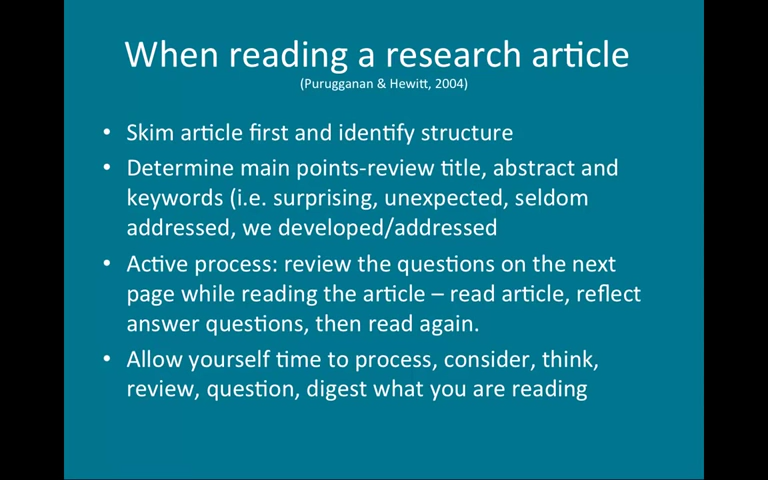 When reading a research article
(Purugganan & Hewitt, 2004)
• Skim article first and identify structure
• Determine main points-review title, abstract and
keywords (i.e. surprising, unexpected, seldom
addressed, we developed/addressed
• Active process: review the questions on the next
page while reading the article – read article, reflect
answer questions, then read again.
• Allow yourself time to process, consider, think,
review, question, digest what you are reading